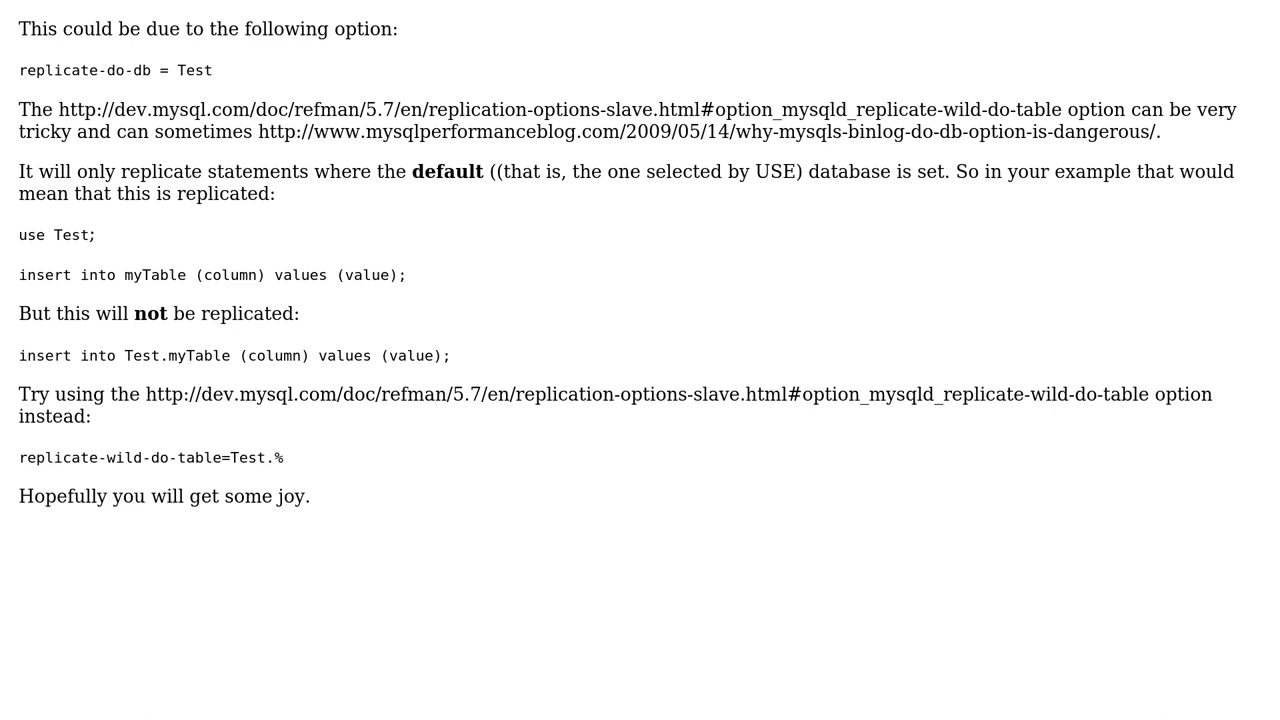 This could be due to the following option:
replicate-do-db = Test
The http://dev.mysql.com/doc/refman/5.7/en/replication-options-slave.html#option_mysqld_replicate-wild-do-table option can be very
tricky and can sometimes http://www.mysqlperformanceblog.com/2009/05/14/why-mysqls-binlog-do-db-option-is-dangerous/.
It will only replicate statements where the default ((that is, the one selected by USE) database is set. So in your example that would
mean that this is replicated:
use Test;
insert into myTable (column) values (value);
But this will not be replicated:
insert into Test.myTable (column) values (value);
Try using the http://dev.mysql.com/doc/refman/5.7/en/replication-options-slave.html#option_mysqld_replicate-wild-do-table option
instead:
replicate-wild-do-table=Test.%
Hopefully you will get some joy.